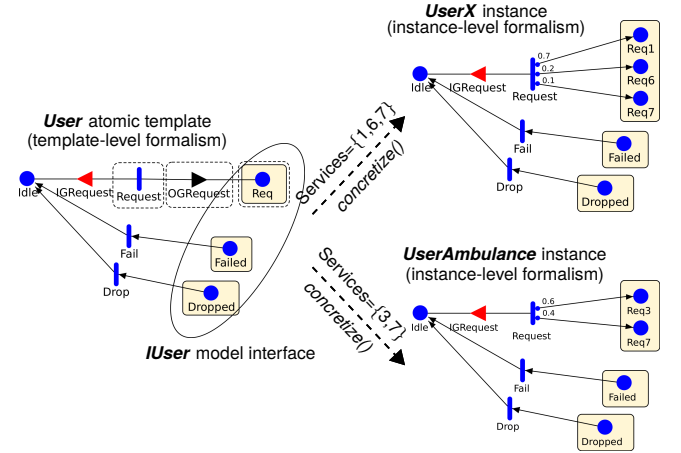 User atomic template
(template-level formalism)
Idle
IGRequest
Request
OGRequest
Req
Fail
Failed
Drop
Dropped
IUser model interface
Services={1,6,7}
concretize()
Services={3,7}
concretize()
UserX instance
(instance-level formalism)
Idle
IGRequest
Request
0.7
0.2
0.1
Req1
Req6
Req7
Fail
Failed
Drop
Dropped
UserAmbulance instance
(instance-level formalism)
Idle
IGRequest
Request
0.6
0.4
Req3
Req7
Fail
Failed
Drop
Dropped